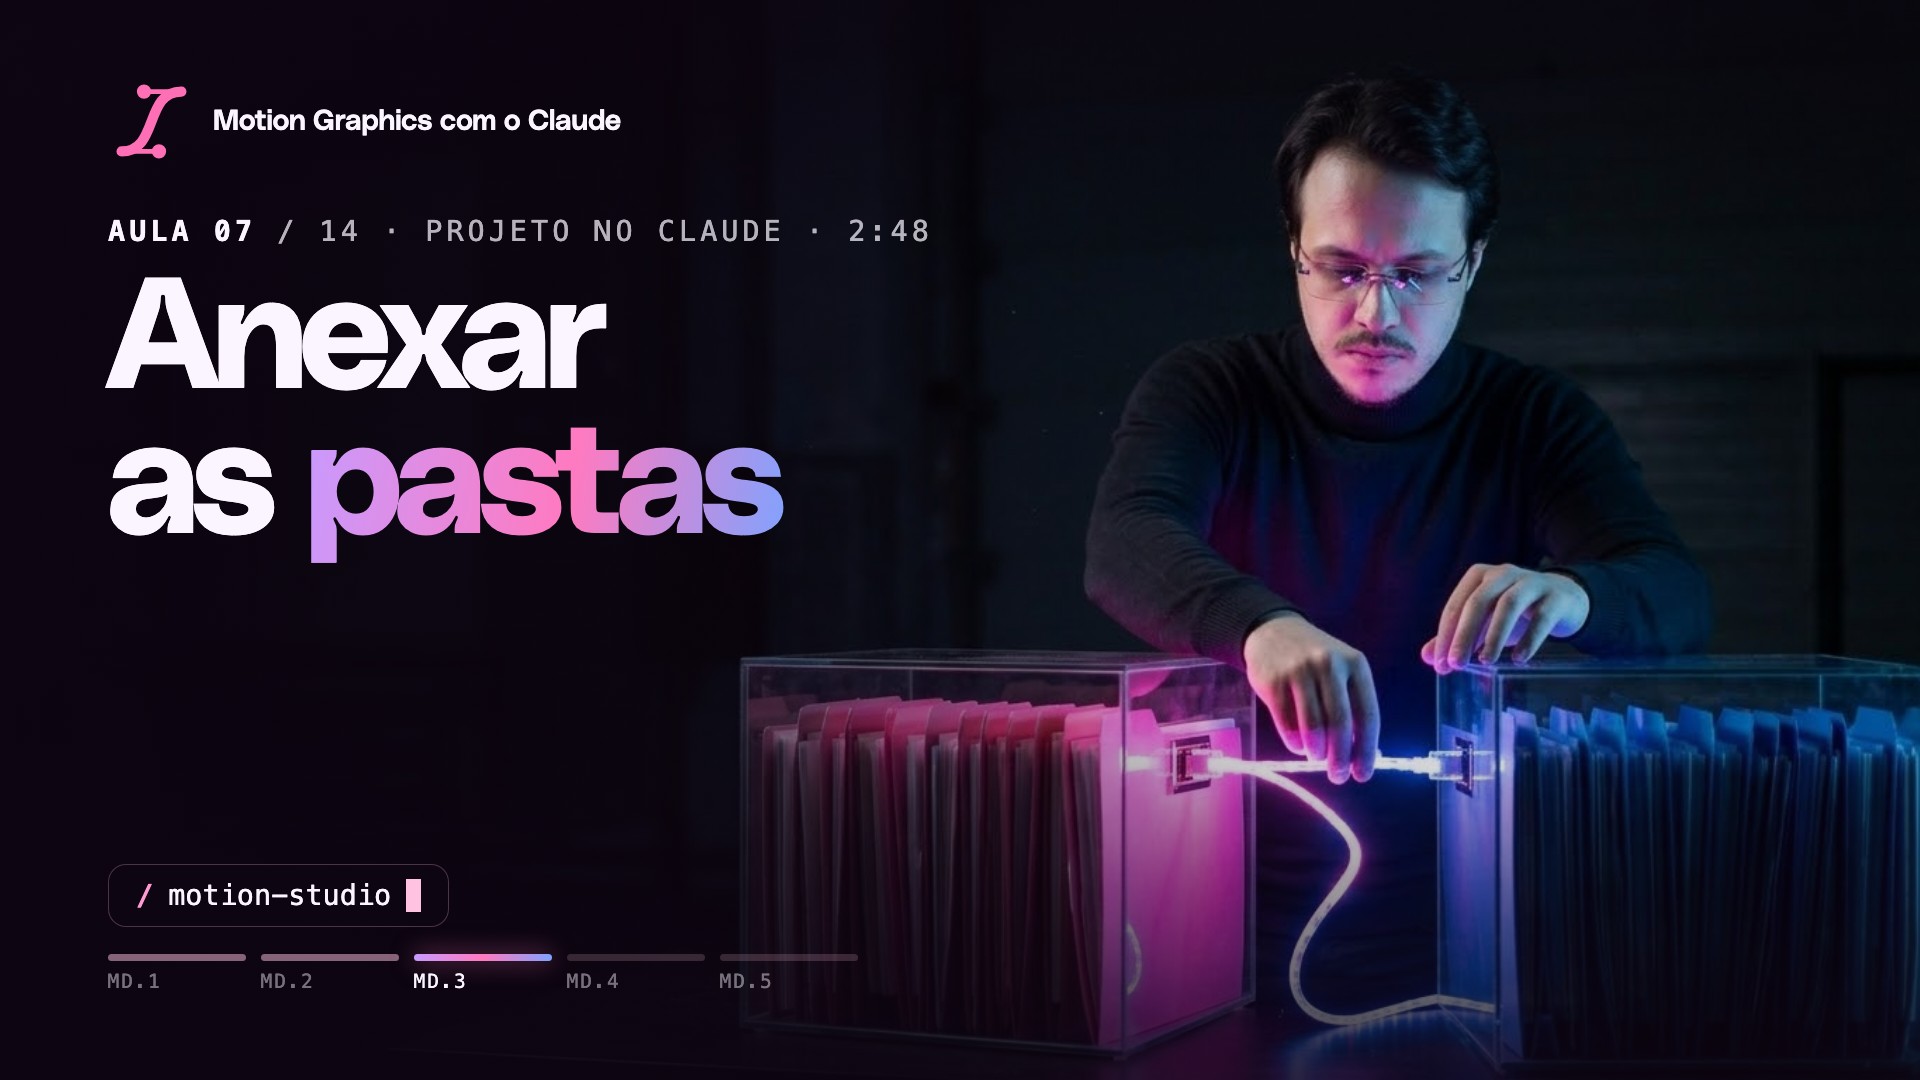 Motion Graphics com o Claude
AULA 07 / 14 · PROJETO NO CLAUDE · 2:48
Anexar
as pastas
/ motion-studio
MD.1 MD.2 MD.3 MD.4 MD.5